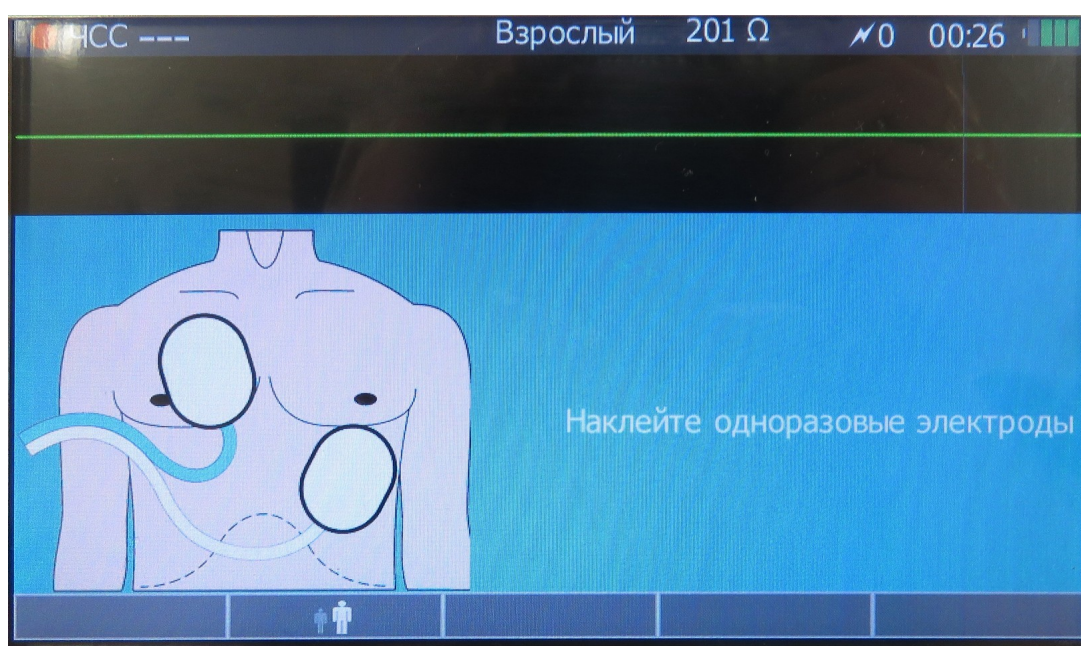 ЧСС --- Взрослый 201 Ω 0 00:26
Наклейте одноразовые электроды